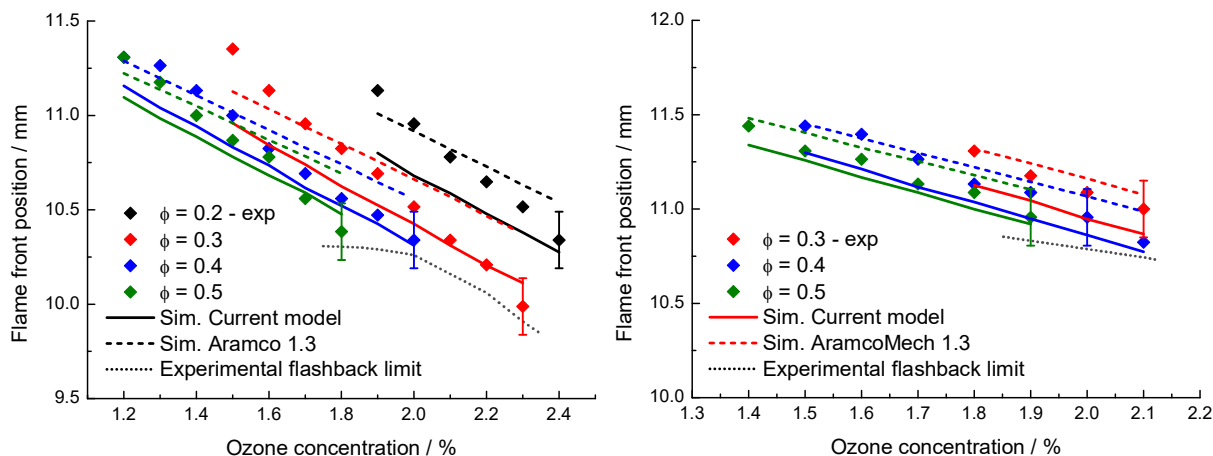 11.5
11.0
10.5
10.0
9.5
Flame front position / mm
ϕ = 0.2 - exp
ϕ = 0.3
ϕ = 0.4
ϕ = 0.5
Sim. Current model
Sim. Aramco 1.3
Experimental flashback limit
1.2 1.4 1.6 1.8 2.0 2.2 2.4
Ozone concentration / %
12.0
11.5
11.0
10.5
10.0
Flame front position / mm
ϕ = 0.3 - exp
ϕ = 0.4
ϕ = 0.5
Sim. Current model
Sim. AramcoMech 1.3
Experimental flashback limit
1.3 1.4 1.5 1.6 1.7 1.8 1.9 2.0 2.1 2.2
Ozone concentration / %